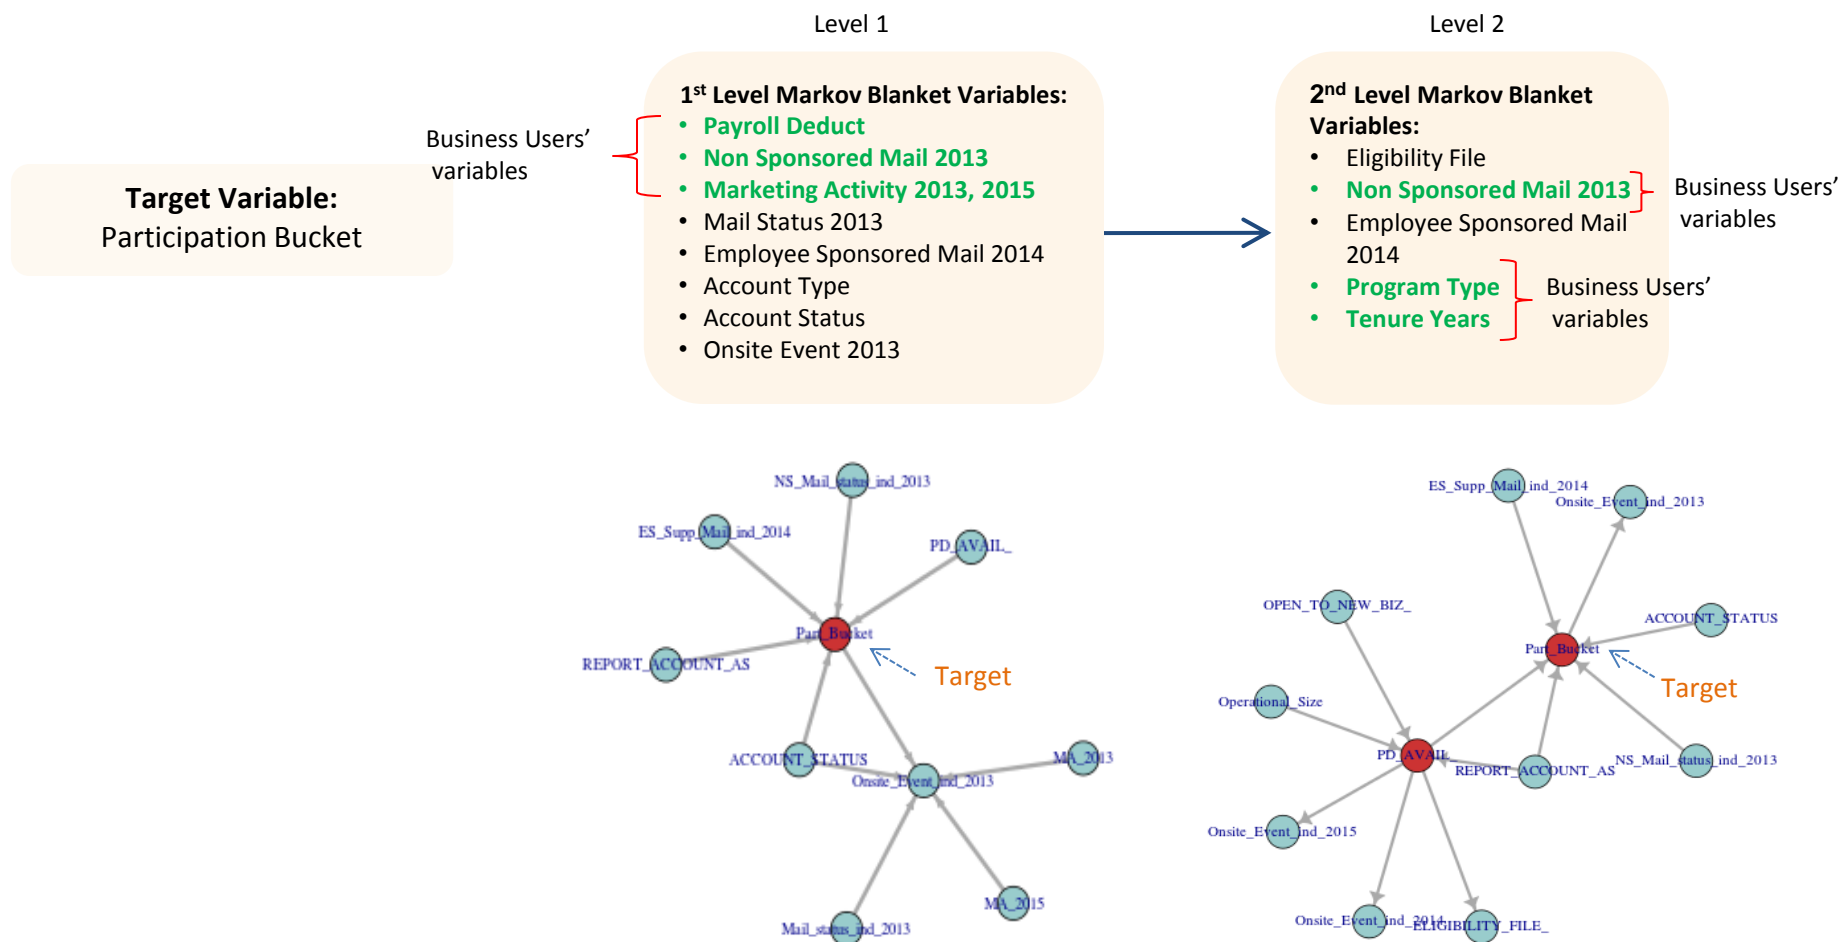 Level 1
Level 2
Target Variable:
Participation Bucket
Business Users’
variables
1st Level Markov Blanket Variables:
• Payroll Deduct
• Non Sponsored Mail 2013
• Marketing Activity 2013, 2015
• Mail Status 2013
• Employee Sponsored Mail 2014
• Account Type
• Account Status
• Onsite Event 2013
2nd Level Markov Blanket
Variables:
• Eligibility File
• Non Sponsored Mail 2013
• Employee Sponsored Mail
2014
• Program Type
• Tenure Years
Business Users’
variables
Business Users’
variables
NS_Mail_status_ind_2013
ES_Supp_Mail_ind_2014
PD_AVAIL_
Part_Bucket
REPORT_ACCOUNT_AS
Target
ACCOUNT_STATUS
MA_2013
Onsite_Event_ind_2013
MA_2015
Mail_status_ind_2013
ES_Supp_Mail_ind_2014
Onsite_Event_ind_2013
OPEN_TO_NEW_BIZ_
ACCOUNT_STATUS
Part_Bucket
Target
Operational_Size
PD_AVAIL_
REPORT_ACCOUNT_AS
NS_Mail_status_ind_2013
Onsite_Event_ind_2015
Onsite_Event_ind_2014
ELIGIBILITY_FILE_